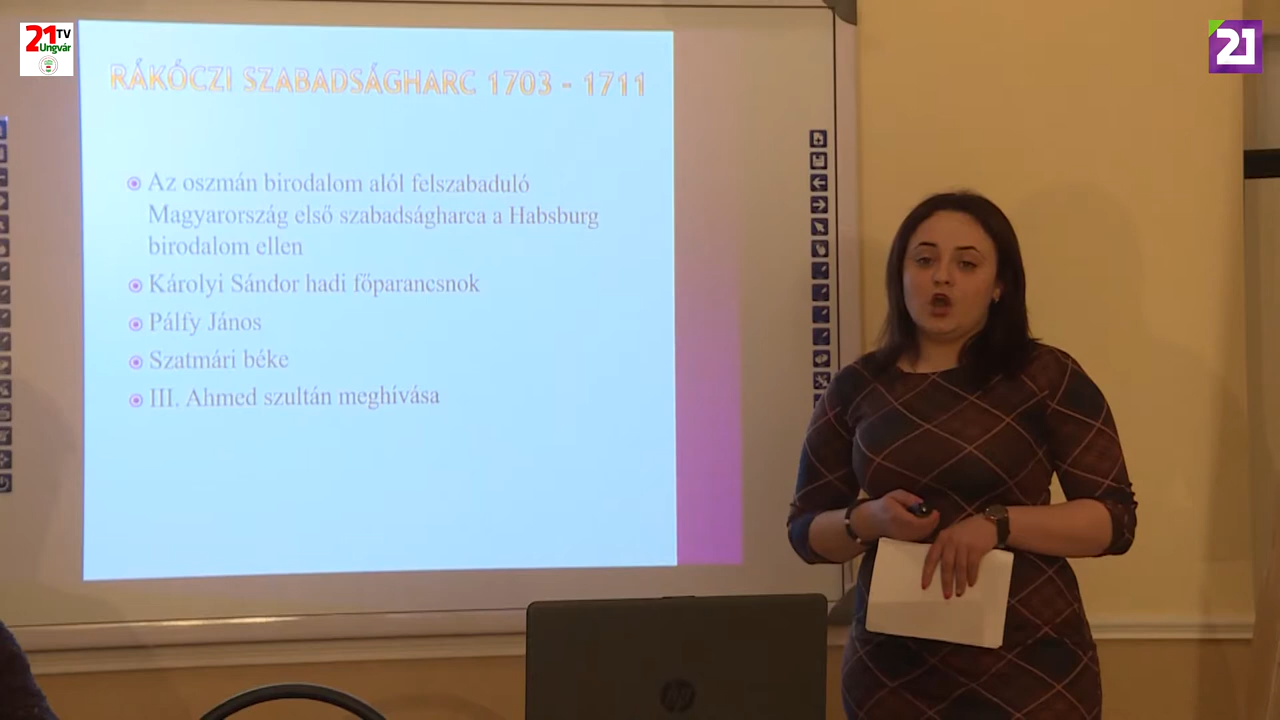 21 TV
Ungvár
21
RÁKÓCZI SZABADSÁGHARC 1703 - 1711
Az oszmán birodalom alól felszabaduló
Magyarország első szabadságharca a Habsburg
birodalom ellen
Károlyi Sándor hadi főparancsnok
Pálfy János
Szatmári béke
III. Ahmed szultán meghívása
hp